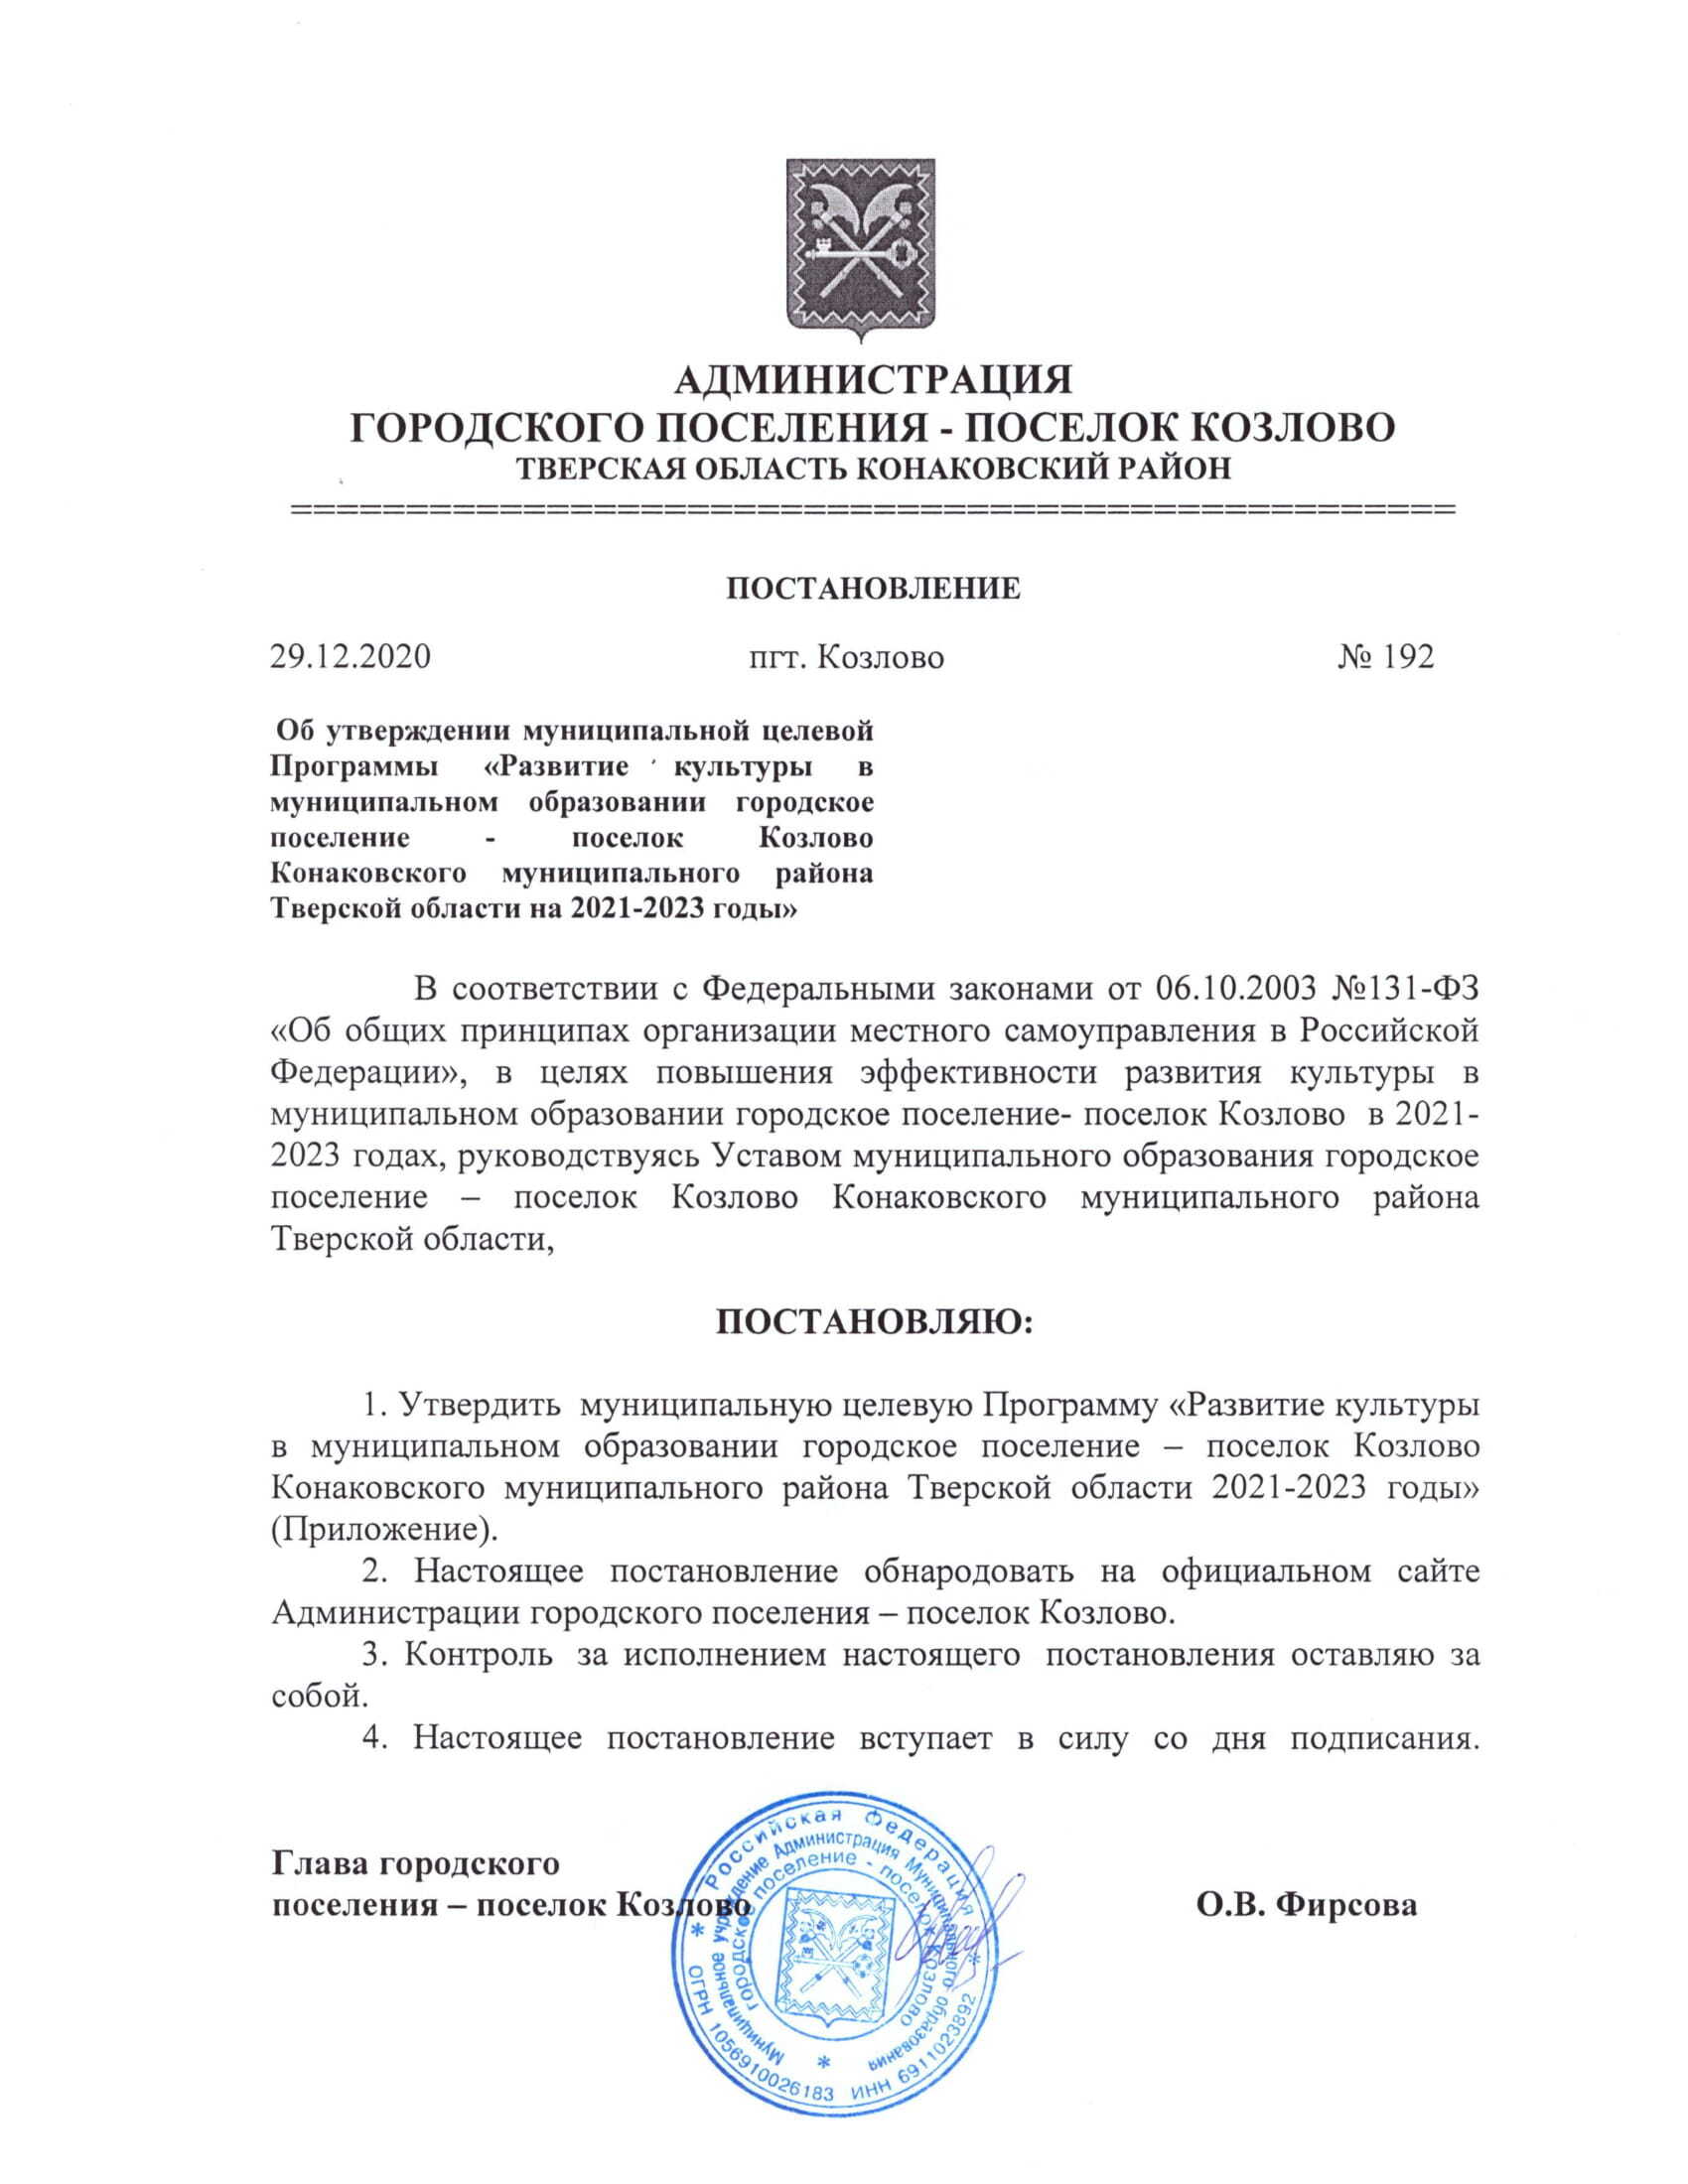 АДМИНИСТРАЦИЯ
ГОРОДСКОГО ПОСЕЛЕНИЯ - ПОСЕЛОК КОЗЛОВО
ТВЕРСКАЯ ОБЛАСТЬ КОНАКОВСКИЙ РАЙОН
==================================================
ПОСТАНОВЛЕНИЕ
29.12.2020 пгт. Козлово № 192
Об утверждении муниципальной целевой
Программы «Развитие культуры в
муниципальном образовании городское
поселение - поселок Козлово
Конаковского муниципального района
Тверской области на 2021-2023 годы»
В соответствии с Федеральными законами от 06.10.2003 №131-ФЗ
«Об общих принципах организации местного самоуправления в Российской
Федерации», в целях повышения эффективности развития культуры в
муниципальном образовании городское поселение- поселок Козлово в 2021-
2023 годах, руководствуясь Уставом муниципального образования городское
поселение – поселок Козлово Конаковского муниципального района
Тверской области,
ПОСТАНОВЛЯЮ:
1. Утвердить муниципальную целевую Программу «Развитие культуры
в муниципальном образовании городское поселение – поселок Козлово
Конаковского муниципального района Тверской области 2021-2023 годы»
(Приложение).
2. Настоящее постановление обнародовать на официальном сайте
Администрации городского поселения – поселок Козлово.
3. Контроль за исполнением настоящего постановления оставляю за
собой.
4. Настоящее постановление вступает в силу со дня подписания.
Глава городского
поселения – поселок Козлово О.В. Фирсова
* Российская Федерация *
ОГРН 1056910026183 ИНН 6911023892
Муниципальное учреждение Администрация Муниципального образования *
городское поселение - поселок Козлово